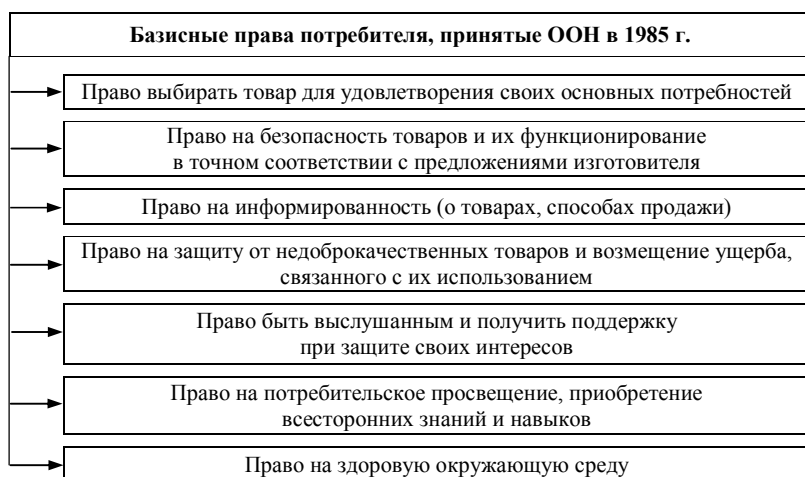 Базисные права потребителя, принятые ООН в 1985 г.
Право выбирать товар для удовлетворения своих основных потребностей
Право на безопасность товаров и их функционирование
в точном соответствии с предложениями изготовителя
Право на информированность (о товарах, способах продажи)
Право на защиту от недоброкачественных товаров и возмещение ущерба,
связанного с их использованием
Право быть выслушанным и получить поддержку
при защите своих интересов
Право на потребительское просвещение, приобретение
всесторонних знаний и навыков
Право на здоровую окружающую среду